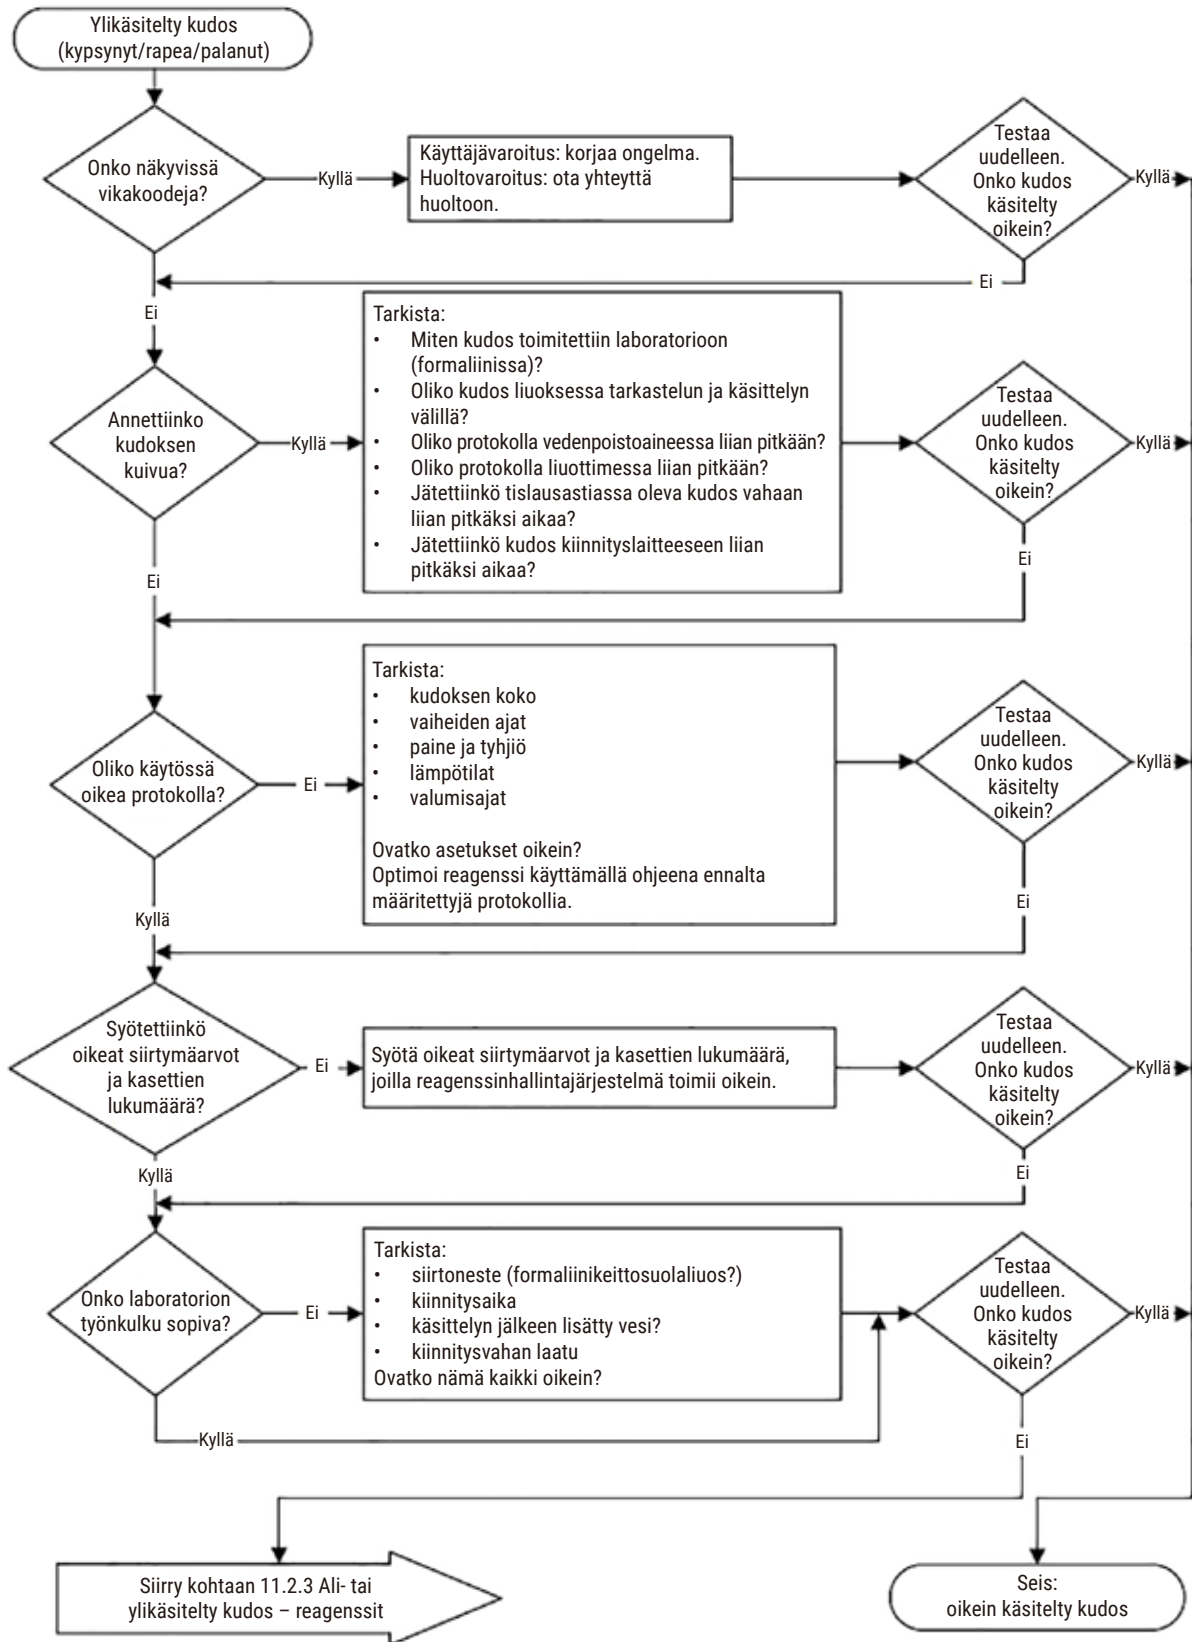 Ylikäsitelty kudos
(kypsynyt/rapea/palanut)
Onko näkyvissä
vikakoodeja?
Kyllä
Käyttäjävaroitus: korjaa ongelma.
Huoltovaroitus: ota yhteyttä
huoltoon.
Testaa
uudelleen.
Onko kudos
käsitelty
oikein?
Kyllä
Ei
Ei
Annettiinko
kudoksen
kuivua?
Kyllä
Tarkista:
• Miten kudos toimitettiin laboratorioon
(formaliinissa)?
• Oliko kudos liuoksessa tarkastelun ja käsittelyn
välillä?
• Oliko protokolla vedenpoistoaineessa liian pitkään?
• Oliko protokolla liuottimessa liian pitkään?
• Jätettiinkö tislausastiassa oleva kudos vahaan
liian pitkäksi aikaa?
• Jätettiinkö kudos kiinnityslaitteeseen liian
pitkäksi aikaa?
Testaa
uudelleen.
Onko kudos
käsitelty
oikein?
Kyllä
Ei
Ei
Oliko käytössä
oikea protokolla?
Ei
Tarkista:
• kudoksen koko
• vaiheiden ajat
• paine ja tyhjiö
• lämpötilat
• valumisajat
Ovatko asetukset oikein?
Optimoi reagenssi käyttämällä ohjeena ennalta
määritettyjä protokollia.
Testaa
uudelleen.
Onko kudos
käsitelty
oikein?
Kyllä
Ei
Kyllä
Syötettiinkö
oikeat siirtymäarvot
ja kasettien
lukumäärä?
Ei
Syötä oikeat siirtymäarvot ja kasettien lukumäärä,
joilla reagenssinhallintajärjestelmä toimii oikein.
Testaa
uudelleen.
Onko kudos
käsitelty
oikein?
Kyllä
Ei
Kyllä
Onko laboratorion
työnkulku sopiva?
Ei
Tarkista:
• siirtoneste (formaliinikeittosuolaliuos?)
• kiinnitysaika
• käsittelyn jälkeen lisätty vesi?
• kiinnitysvahan laatu
Ovatko nämä kaikki oikein?
Testaa
uudelleen.
Onko kudos
käsitelty
oikein?
Kyllä
Kyllä
Ei
Siirry kohtaan 11.2.3 Ali- tai
ylikäsitelty kudos – reagenssit
Seis:
oikein käsitelty kudos